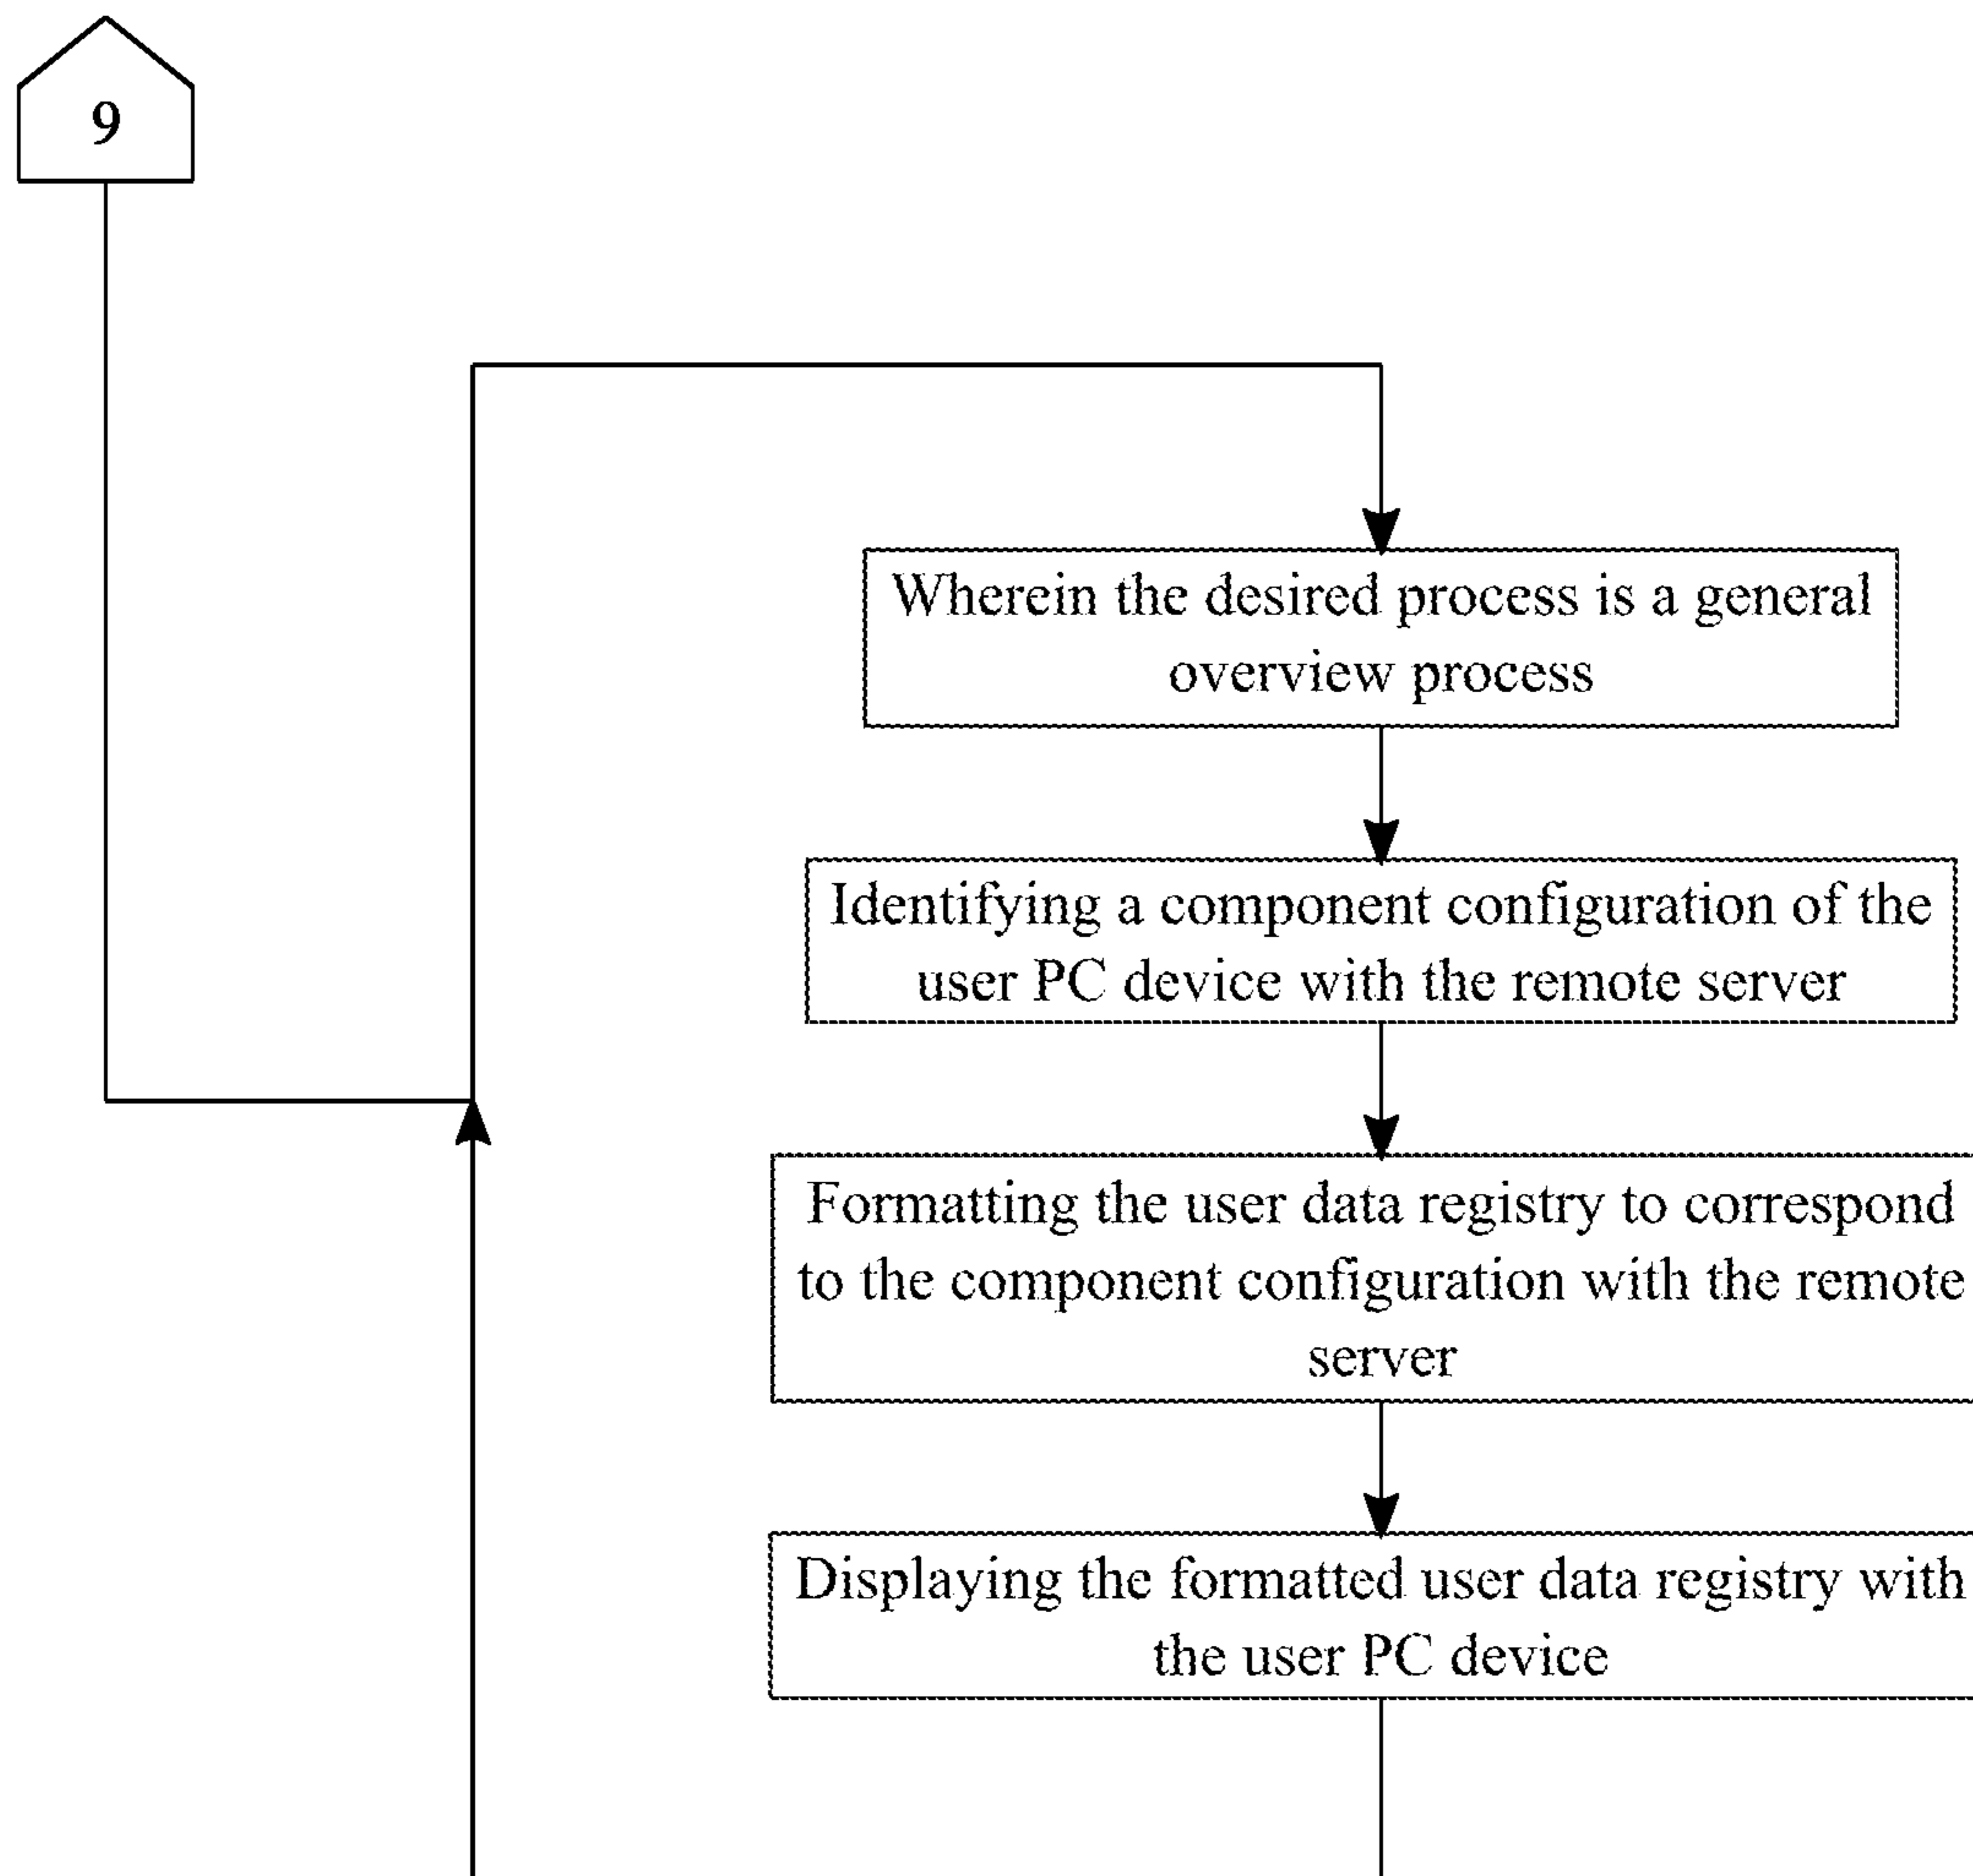 9
Wherein the desired process is a general
overview process
Identifying a component configuration of the
user PC device with the remote server
Formatting the user data registry to correspond
to the component configuration with the remote
server
Displaying the formatted user data registry with
the user PC device